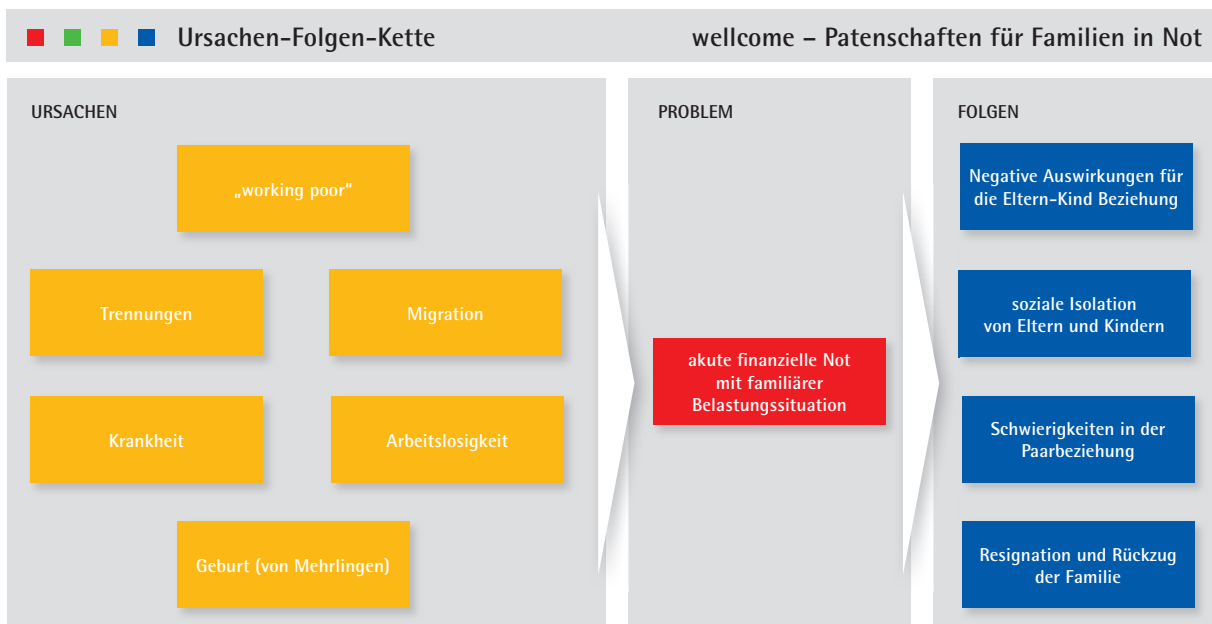 Ursachen-Folgen-Kette
wellcome – Patenschaften für Familien in Not
URSACHEN
„working poor“
Trennungen
Migration
Krankheit
Arbeitslosigkeit
Geburt (von Mehrlingen)
PROBLEM
akute finanzielle Not
mit familiärer
Belastungssituation
FOLGEN
Negative Auswirkungen für
die Eltern-Kind Beziehung
soziale Isolation
von Eltern und Kindern
Schwierigkeiten in der
Paarbeziehung
Resignation und Rückzug
der Familie